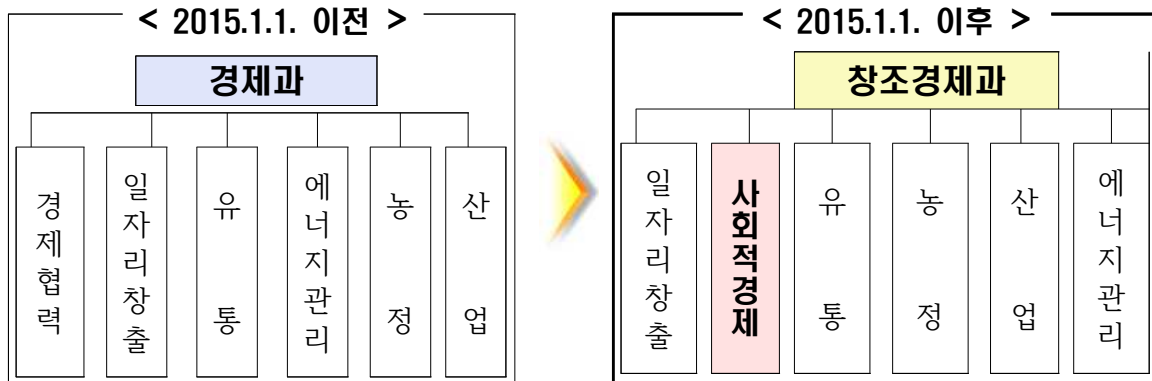 < 2015.1.1. 이전 >
경제과
경제협력
일자리창출
유통
에너지관리
농정
산업
< 2015.1.1. 이후 >
창조경제과
일자리창출
사회적경제
유통
농정
산업
에너지관리